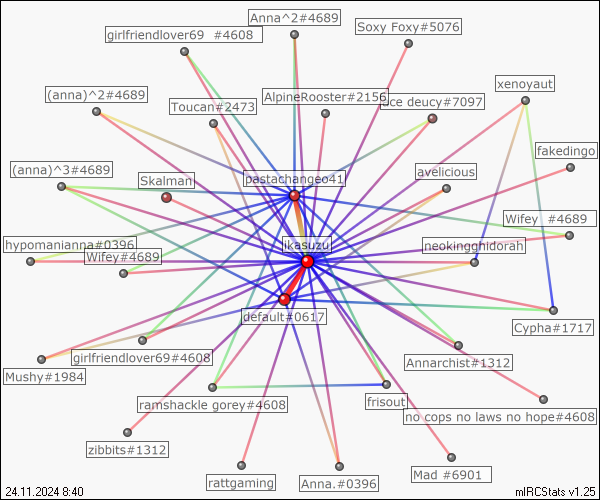 Anna^2#4689
Soxy Foxy#5076
girlfriendlover69 #4608
xenoyaut
(anna)^2#4689
AlpineRooster#2156
ace deucy#7097
Toucan#2473
fakedingo
(anna)^3#4689
avelicious
Skalman
pastachangeo41
Wifey #4689
hypomanianna#0396
likasuzu
neokingghidorah
Wifey#4689
default#0617
Cypha#1717
girlfriendlover69#4608
Annarchist#1312
Mushy#1984
ramshackle gorey#4608
frisout
no cops no laws no hope#4608
zibbits#1312
Mad #6901
rattgaming
Anna.#0396
24.11.2024 8:40
mIRCStats v1.25